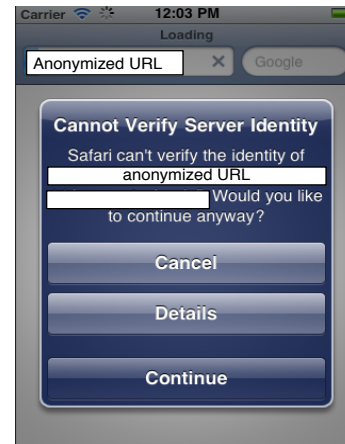 Carrier 12:03 PM
Loading
Anonymized URL Google
Cannot Verify Server Identity
Safari can't verify the identity of
anonymized URL
Would you like
to continue anyway?
Cancel
Details
Continue